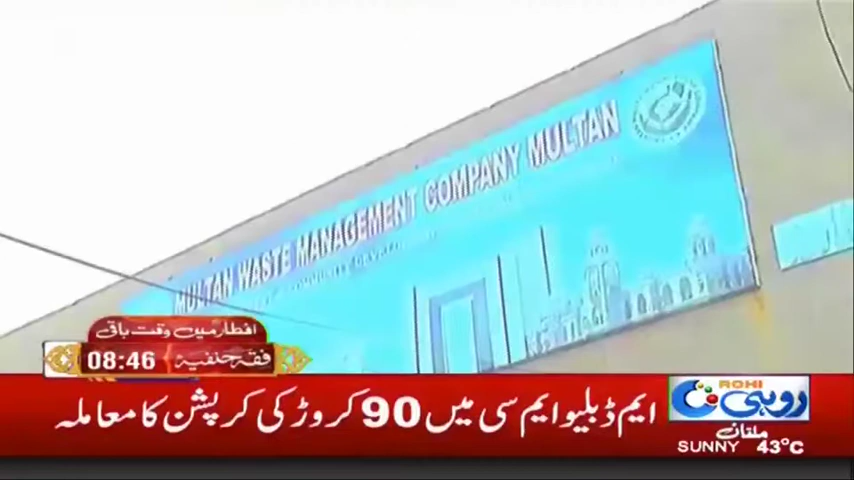 MULTAN WASTE MANAGEMENT COMPANY MULTAN
افطار میں وقت باقی
08:46
فقہ حنفیہ
ایم ڈبلیو ایم سی میں 90 کروڑ کی کرپشن کا معاملہ
ROHI
روہی
ملتان
SUNNY 43°C